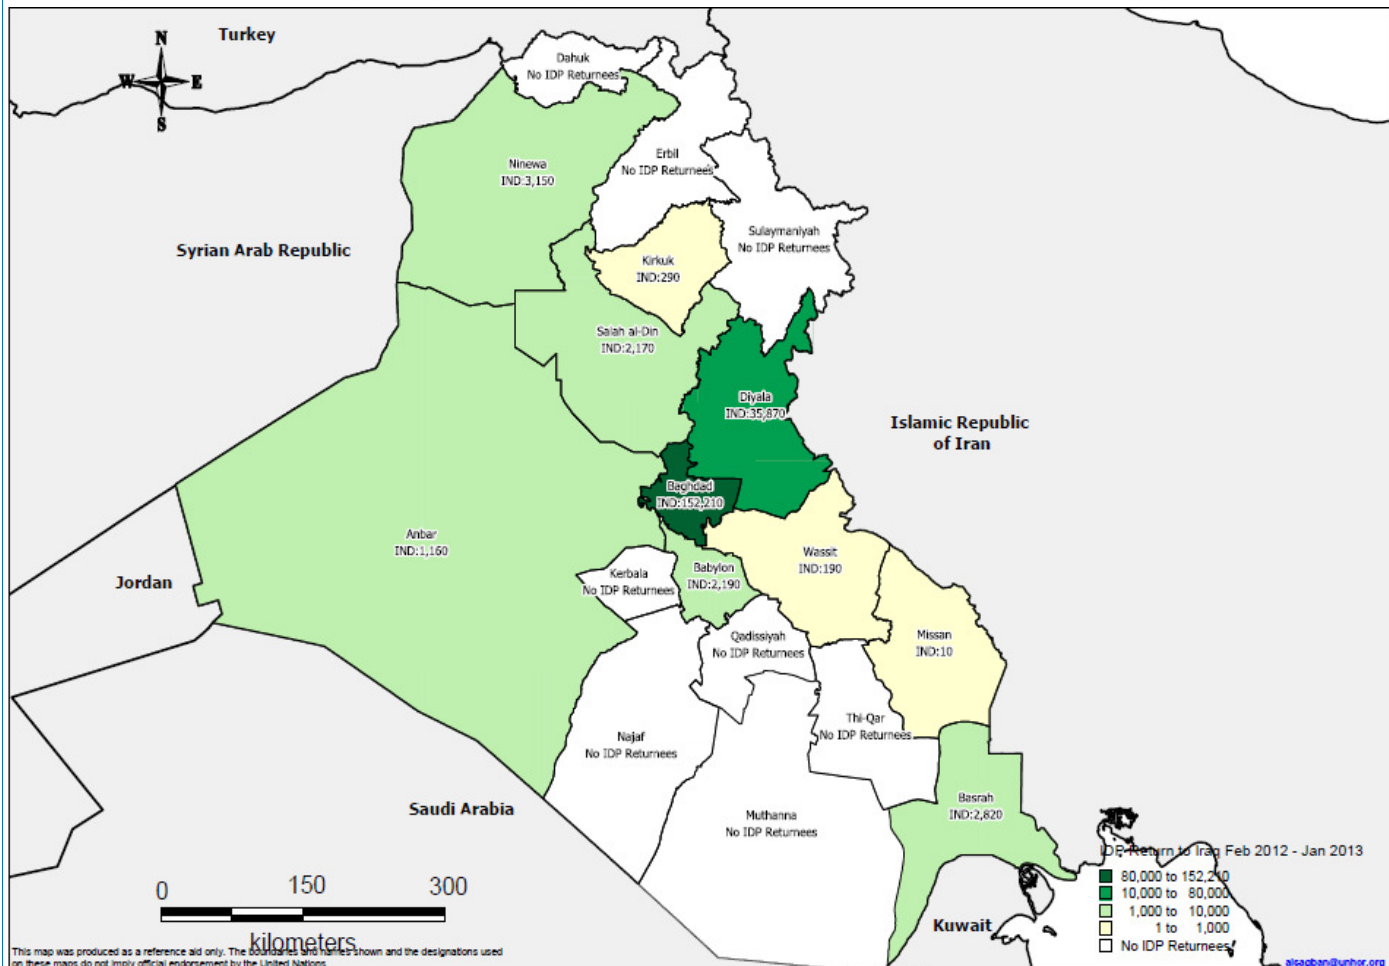 Turkey
N
W E
S
Dahuk
No IDP Returnees
Erbil
No IDP Returnees
Ninewa
IND:3,150
Sulaymaniyah
No IDP Returnees
Syrian Arab Republic
Kirkuk
IND:290
Salah al-Din
IND:2,170
Diyala
IND:35,870
Islamic Republic
of Iran
Baghdad
IND:152,210
Anbar
IND:1,160
Wassit
IND:190
Jordan
Kerbala
No IDP Returnees
Babylon
IND:2,190
Qadissiyah
No IDP Returnees
Missan
IND:10
Thi-Qar
No IDP Returnees
Najaf
No IDP Returnees
Saudi Arabia
Muthanna
No IDP Returnees
Basrah
IND:2,820
Kuwait
IDP Return to Iraq Feb 2012 - Jan 2013
80,000 to 152,210
10,000 to 80,000
1,000 to 10,000
1 to 1,000
No IDP Returnees
0 150 300
kilometers
This map was produced as a reference aid only. The boundaries and names shown and the designations used
on these maps do not imply official endorsement by the United Nations
alsaqban@unhcr.org